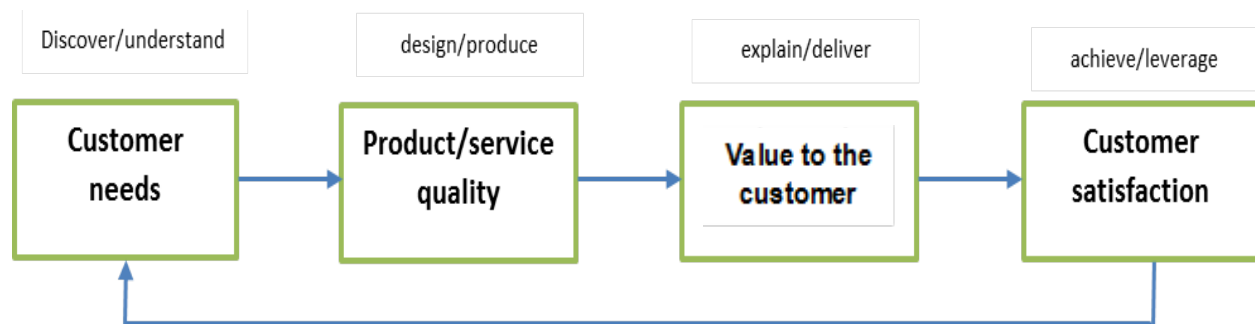 Discover/understand
design/produce
explain/deliver
achieve/leverage
Customer
needs
Product/service
quality
Value to the
customer
Customer
satisfaction